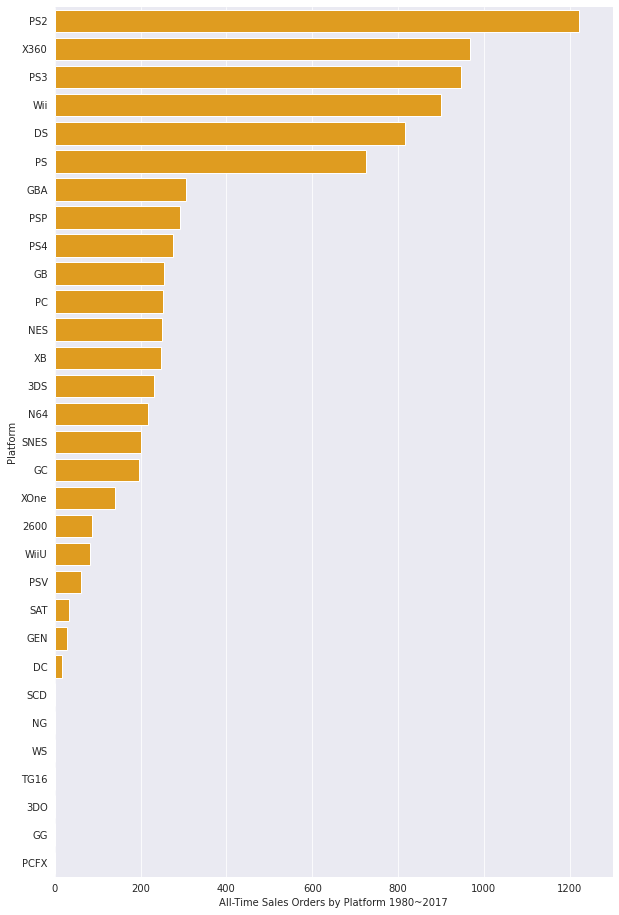 PS2
X360
PS3
Wii
DS
PS
GBA
PSP
PS4
GB
PC
NES
XB
3DS
N64
SNES
GC
XOne
2600
WiiU
PSV
SAT
GEN
DC
SCD
NG
WS
TG16
3DO
GG
PCFX
Platform
0 200 400 600 800 1000 1200
All-Time Sales Orders by Platform 1980~2017